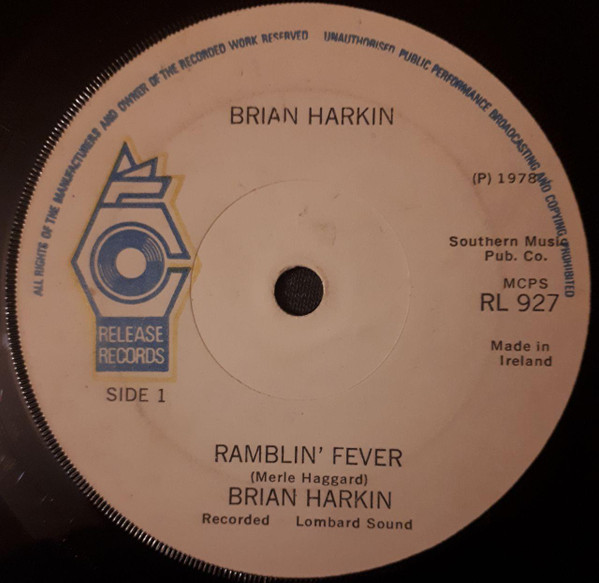 ALL RIGHTS OF THE MANUFACTURERS AND OWNER OF THE RECORDED WORK RESERVED UNAUTHORISED PUBLIC PERFORMANCE BROADCASTING AND COPYING PROHIBITED
BRIAN HARKIN
(P) 1978
Southern Music
Pub. Co.
MCPS
RL 927
Made in
Ireland
RELEASE
RECORDS
SIDE 1
RAMBLIN' FEVER
(Merle Haggard)
BRIAN HARKIN
Recorded Lombard Sound